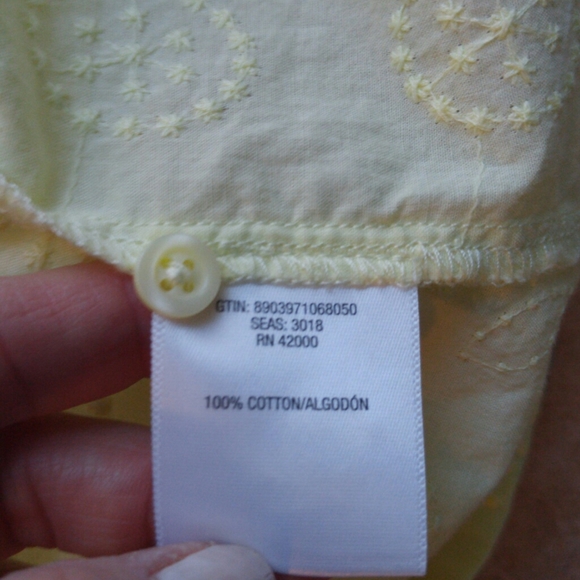 GTIN: 8903971068050
SEAS: 3018
RN 42000
100% COTTON/ALGODÓN